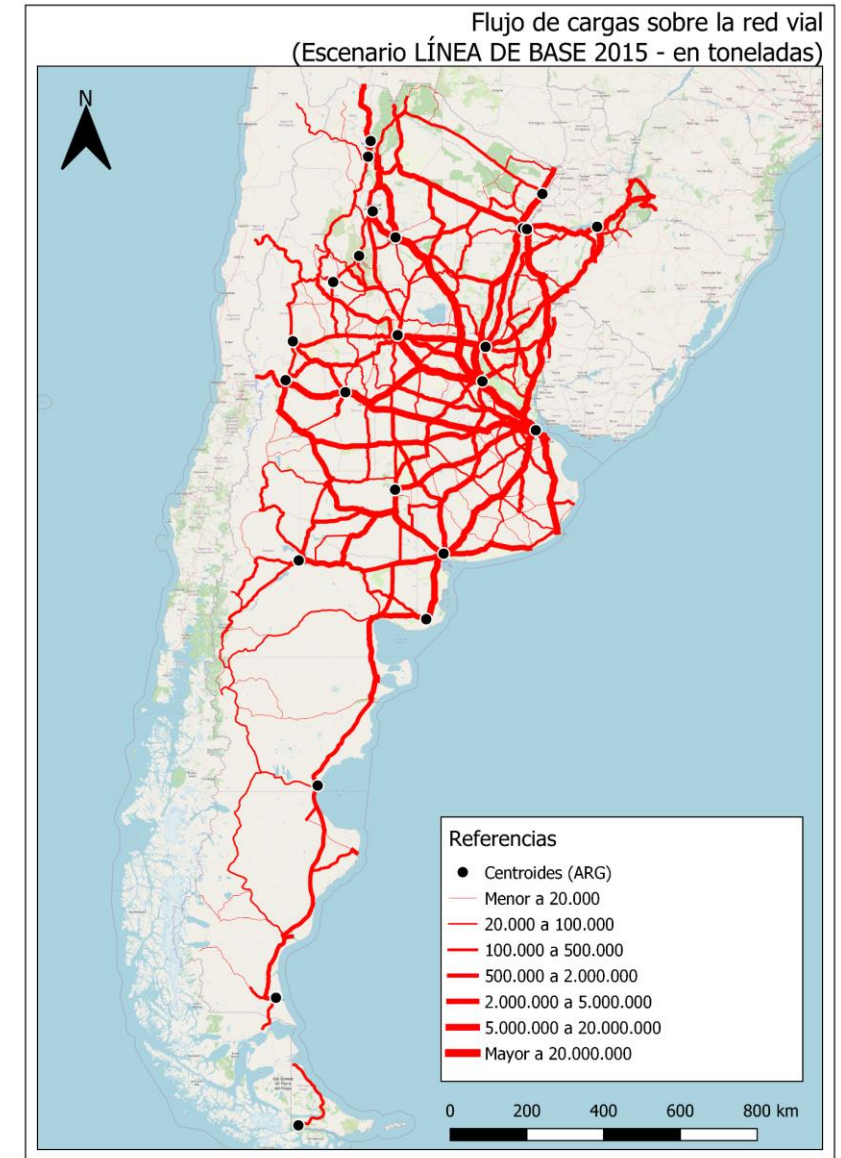 Flujo de cargas sobre la red vial
(Escenario LÍNEA DE BASE 2015 - en toneladas)
N
Referencias
Centroides (ARG)
Menor a 20.000
20.000 a 100.000
100.000 a 500.000
500.000 a 2.000.000
2.000.000 a 5.000.000
5.000.000 a 20.000.000
Mayor a 20.000.000
0 200 400 600 800 km